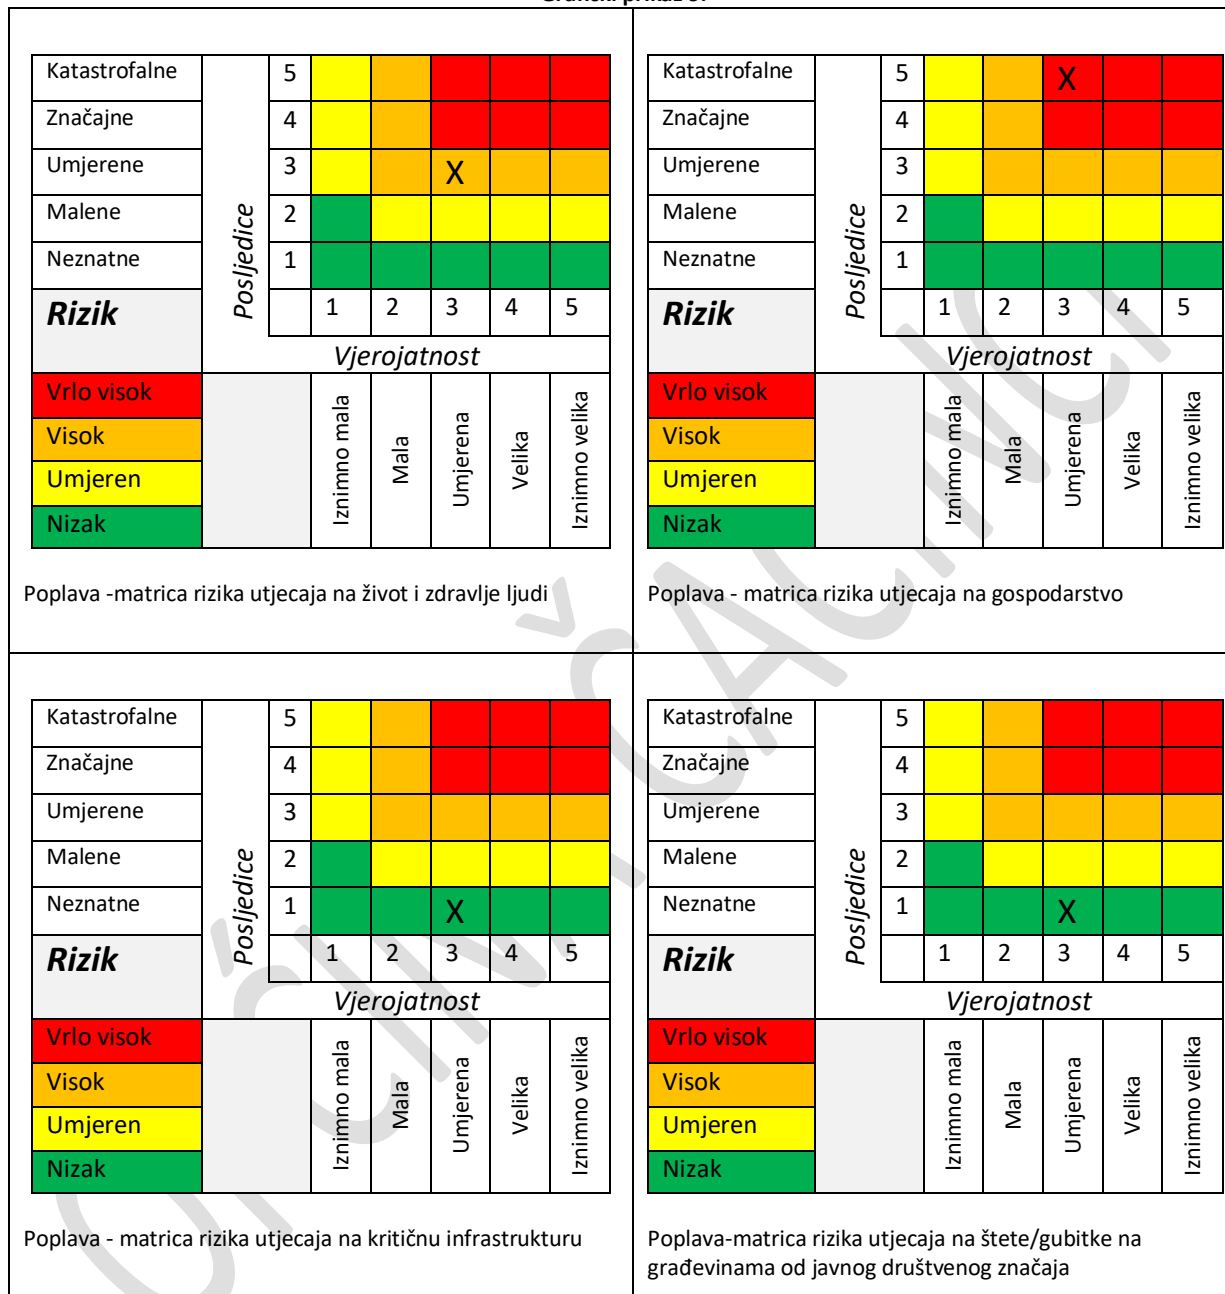 Katastrofalne 5
Značajne 4
Umjerene 3 X
Malene 2
Neznatne 1
Posljedice
Rizik 1 2 3 4 5
Vjerojatnost
Vrlo visok
Visok
Umjeren
Nizak
Iznimno mala
Mala
Umjerena
Velika
Iznimno velika
Poplava -matrica rizika utjecaja na život i zdravlje ljudi
Katastrofalne 5 X
Značajne 4
Umjerene 3
Malene 2
Neznatne 1
Posljedice
Rizik 1 2 3 4 5
Vjerojatnost
Vrlo visok
Visok
Umjeren
Nizak
Iznimno mala
Mala
Umjerena
Velika
Iznimno velika
Poplava - matrica rizika utjecaja na gospodarstvo
Katastrofalne 5
Značajne 4
Umjerene 3
Malene 2
Neznatne 1 X
Posljedice
Rizik 1 2 3 4 5
Vjerojatnost
Vrlo visok
Visok
Umjeren
Nizak
Iznimno mala
Mala
Umjerena
Velika
Iznimno velika
Poplava - matrica rizika utjecaja na kritičnu infrastrukturu
Katastrofalne 5
Značajne 4
Umjerene 3
Malene 2
Neznatne 1 X
Posljedice
Rizik 1 2 3 4 5
Vjerojatnost
Vrlo visok
Visok
Umjeren
Nizak
Iznimno mala
Mala
Umjerena
Velika
Iznimno velika
Poplava-matrica rizika utjecaja na štete/gubitke na
građevinama od javnog društvenog značaja